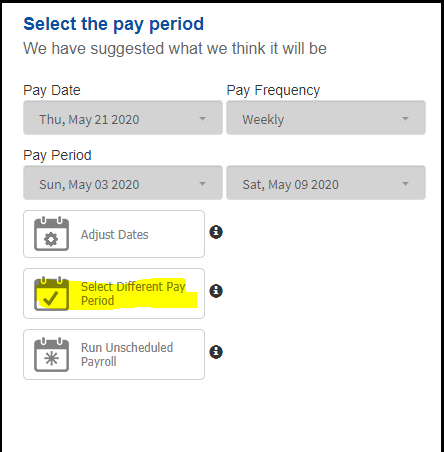 Select the pay period
We have suggested what we think it will be
Pay Date Pay Frequency
Thu, May 21 2020 Weekly
Pay Period
Sun, May 03 2020 Sat, May 09 2020
Adjust Dates
Select Different Pay
Period
Run Unscheduled
Payroll